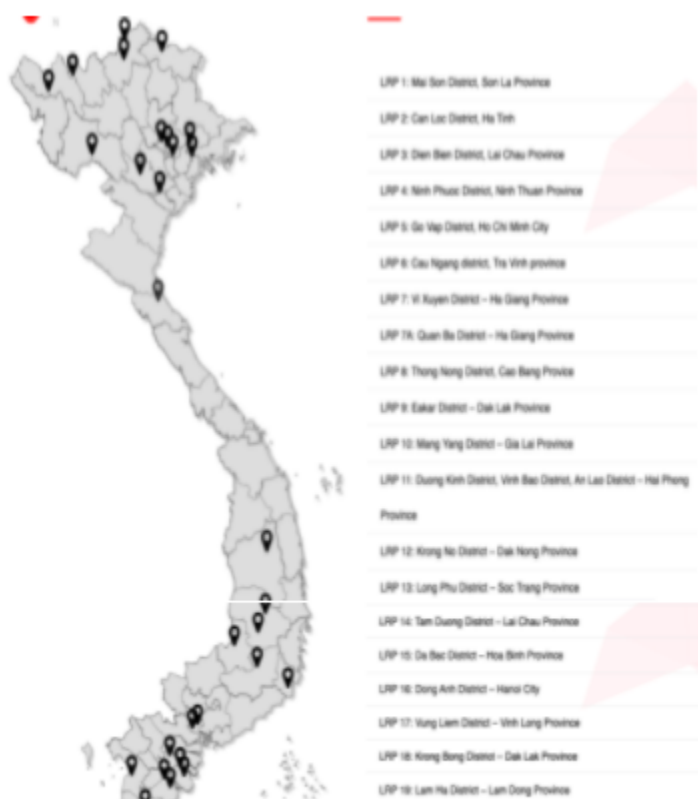 LRP 1: Mai Son District, Son La Province
LRP 2: Can Loc District, Ha Tinh
LRP 3: Dien Bien District, Lai Chau Province
LRP 4: Ninh Phuoc District, Ninh Thuan Province
LRP 5: Go Vap District, Ho Chi Minh City
LRP 6: Cau Ngang district, Tra Vinh province
LRP 7: Vi Xuyen District – Ha Giang Province
LRP 7A: Quan Ba District – Ha Giang Province
LRP 8: Thong Nong District, Cao Bang Provice
LRP 9: Eakar District – Dak Lak Province
LRP 10: Mang Yang District – Gia Lai Province
LRP 11: Duong Kinh District, Vinh Bao District, An Lao District – Hai Phong
Province
LRP 12: Krong No District – Dak Nong Province
LRP 13: Long Phu District – Soc Trang Province
LRP 14: Tam Duong District – Lai Chau Province
LRP 15: Da Bac District – Hoa Binh Province
LRP 16: Dong Anh District – Hanoi City
LRP 17: Vung Liem District – Vinh Long Province
LRP 18: Krong Bong District – Dak Lak Province
LRP 19: Lam Ha District – Lam Dong Province